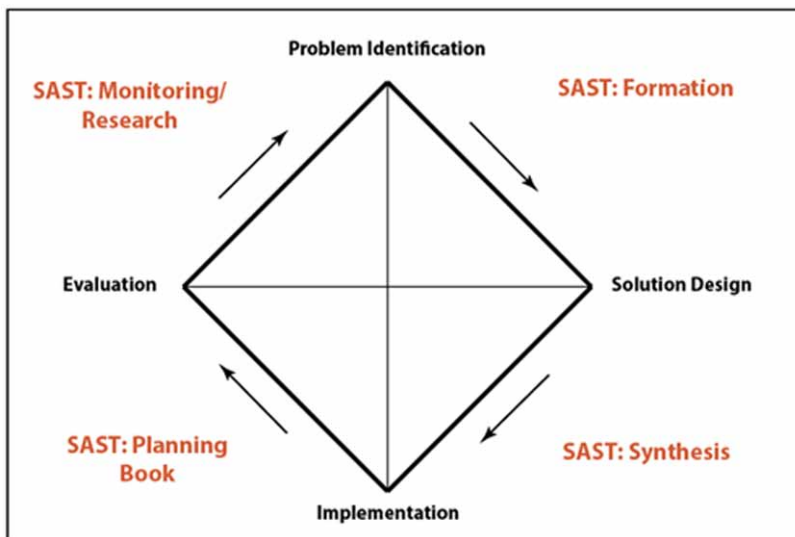 Problem Identification
SAST: Monitoring/
Research
SAST: Formation
Evaluation
Solution Design
SAST: Planning
Book
SAST: Synthesis
Implementation